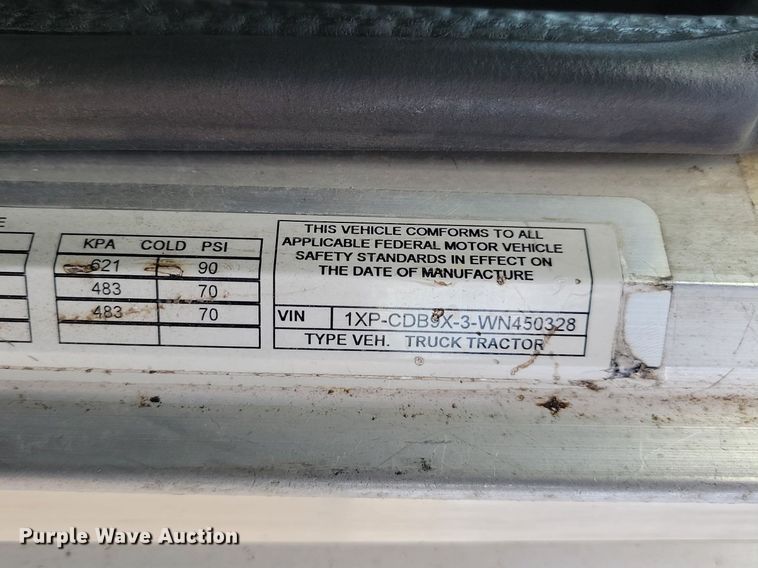 E
KPA COLD PSI
621 90
483 70
483 70
THIS VEHICLE COMFORMS TO ALL
APPLICABLE FEDERAL MOTOR VEHICLE
SAFETY STANDARDS IN EFFECT ON
THE DATE OF MANUFACTURE
VIN 1XP-CDB9X-3-WN450328
TYPE VEH. TRUCK TRACTOR
Purple Wave Auction